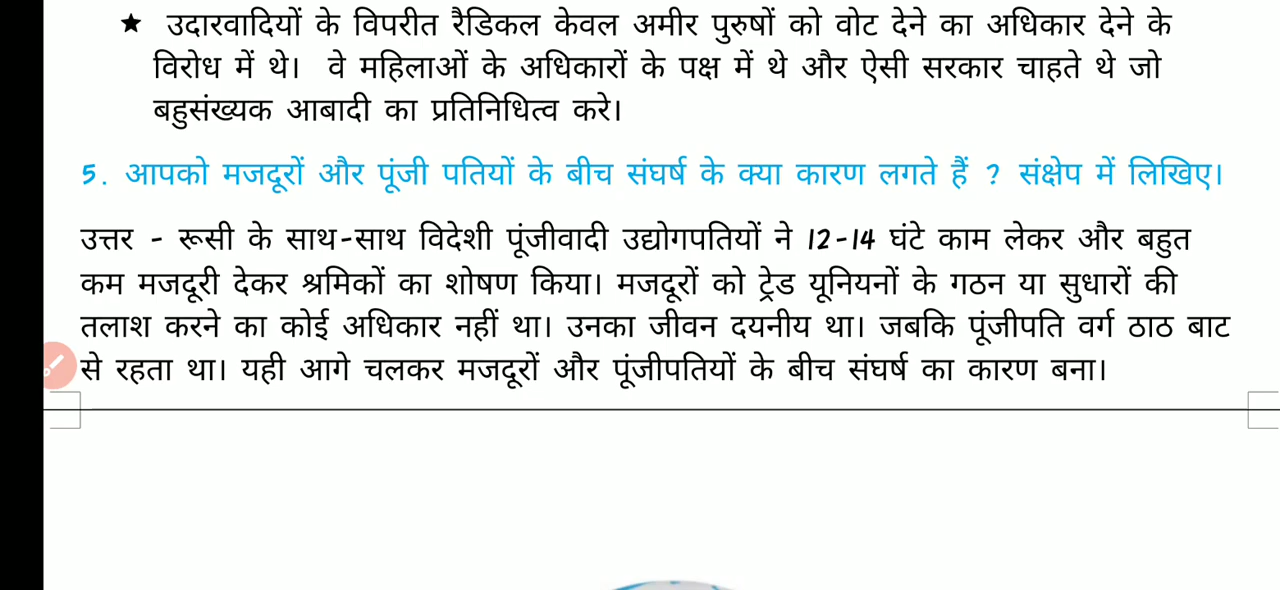 ★ उदारवादियों के विपरीत रैडिकल केवल अमीर पुरुषों को वोट देने का अधिकार देने के
विरोध में थे। वे महिलाओं के अधिकारों के पक्ष में थे और ऐसी सरकार चाहते थे जो
बहुसंख्यक आबादी का प्रतिनिधित्व करे।
5. आपको मजदूरों और पूंजी पतियों के बीच संघर्ष के क्या कारण लगते हैं ? संक्षेप में लिखिए।
उत्तर - रूसी के साथ-साथ विदेशी पूंजीवादी उद्योगपतियों ने 12-14 घंटे काम लेकर और बहुत
कम मजदूरी देकर श्रमिकों का शोषण किया। मजदूरों को ट्रेड यूनियनों के गठन या सुधारों की
तलाश करने का कोई अधिकार नहीं था। उनका जीवन दयनीय था। जबकि पूंजीपति वर्ग ठाठ बाट
से रहता था। यही आगे चलकर मजदूरों और पूंजीपतियों के बीच संघर्ष का कारण बना।